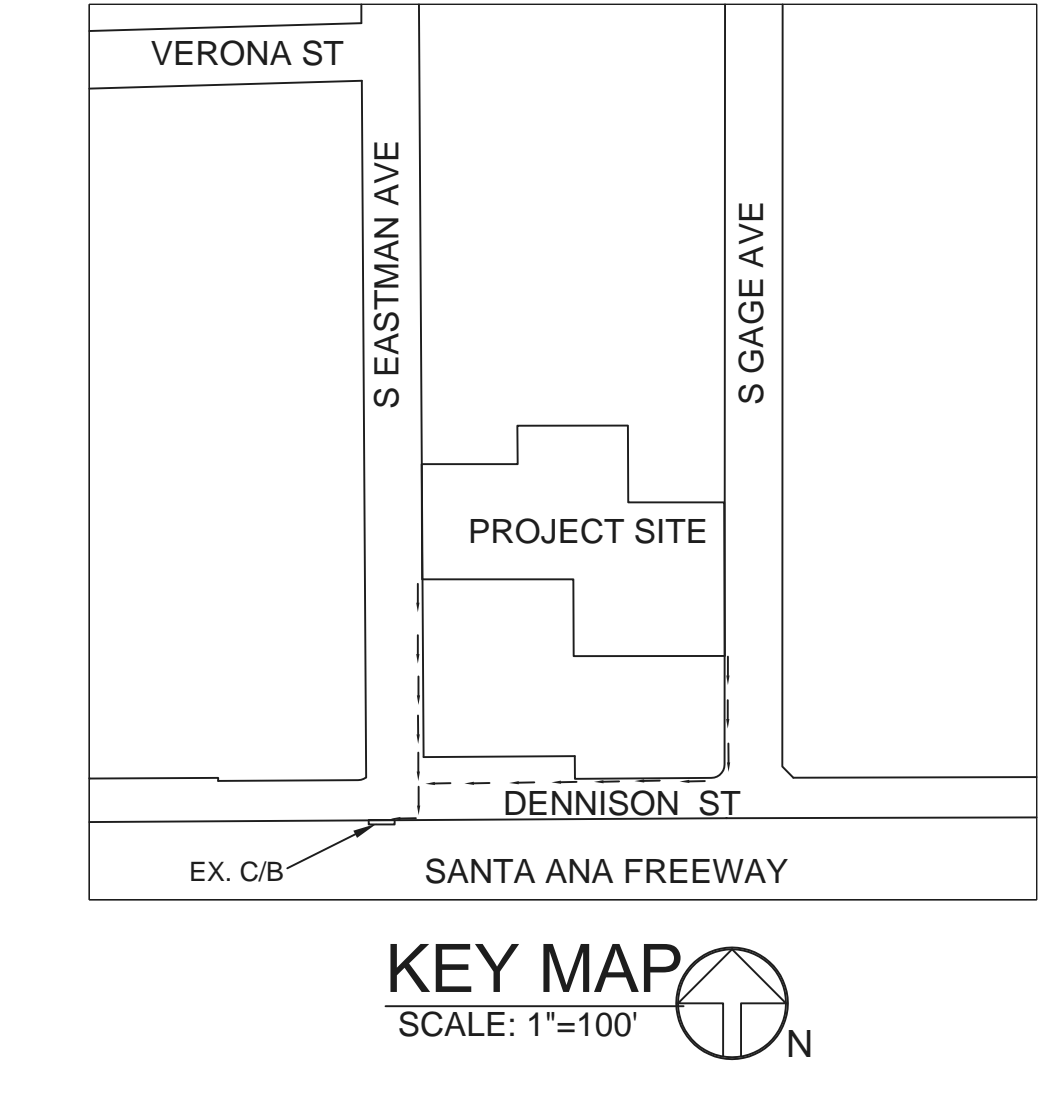 VERONA ST
S EASTMAN AVE
S GAGE AVE
PROJECT SITE
DENNISON ST
EX. C/B
SANTA ANA FREEWAY
KEY MAP
SCALE: 1"=100'
N